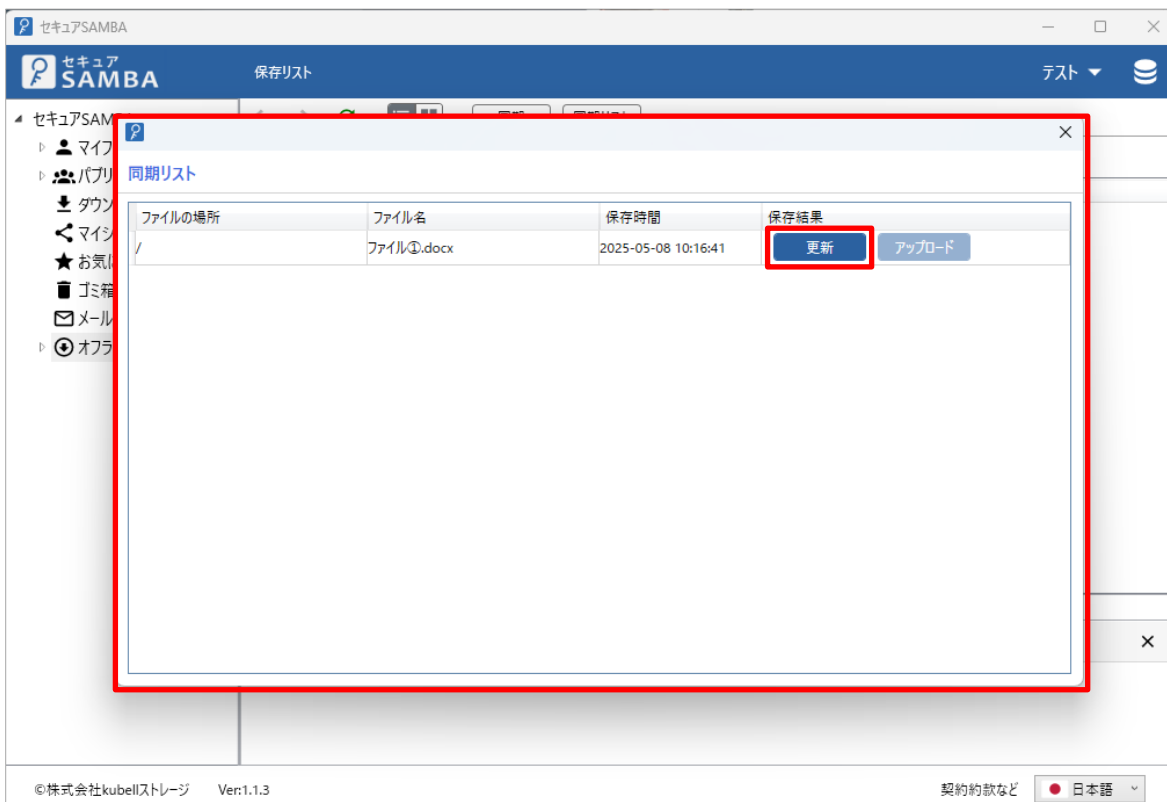 セキュアSAMBA
セキュア
SAMBA
保存リスト
テスト
セキュアSAM
マイフ
パブリ
ダウン
マイシ
お気に
ゴミ箱
メール
オフラ
同期リスト
ファイルの場所 ファイル名 保存時間 保存結果
/ ファイル①.docx 2025-05-08 10:16:41 更新 アップロード
©株式会社kubellストレージ Ver:1.1.3 契約約款など 日本語